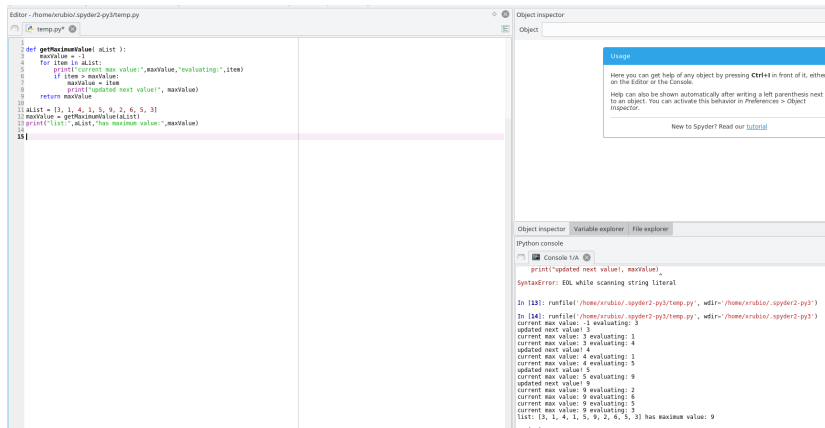 Editor - /home/xrubio/.spyder2-py3/temp.py
temp.py*
1
2 def getMaximumValue( aList ):
3     maxValue = -1
4     for item in aList:
5         print("current max value:",maxValue,"evaluating:",item)
6         if item > maxValue:
7             maxValue = item
8             print("updated next value!", maxValue)
9     return maxValue
10
11 aList = [3, 1, 4, 1, 5, 9, 2, 6, 5, 3]
12 maxValue = getMaximumValue(aList)
13 print("list:",aList,"has maximum value:",maxValue)
14
15
Object inspector
Object
Usage
Here you can get help of any object by pressing Ctrl+I in front of it, either
on the Editor or the Console.
Help can also be shown automatically after writing a left parenthesis next
to an object. You can activate this behavior in Preferences > Object
Inspector.
New to Spyder? Read our tutorial
Object inspector Variable explorer File explorer
IPython console
Console 1/A
print("updated next value!, maxValue)
^
SyntaxError: EOL while scanning string literal
In [13]: runfile('/home/xrubio/.spyder2-py3/temp.py', wdir='/home/xrubio/.spyder2-py3')
In [14]: runfile('/home/xrubio/.spyder2-py3/temp.py', wdir='/home/xrubio/.spyder2-py3')
current max value: -1 evaluating: 3
updated next value! 3
current max value: 3 evaluating: 1
current max value: 3 evaluating: 4
updated next value! 4
current max value: 4 evaluating: 1
current max value: 4 evaluating: 5
updated next value! 5
current max value: 5 evaluating: 9
updated next value! 9
current max value: 9 evaluating: 2
current max value: 9 evaluating: 6
current max value: 9 evaluating: 5
current max value: 9 evaluating: 3
list: [3, 1, 4, 1, 5, 9, 2, 6, 5, 3] has maximum value: 9